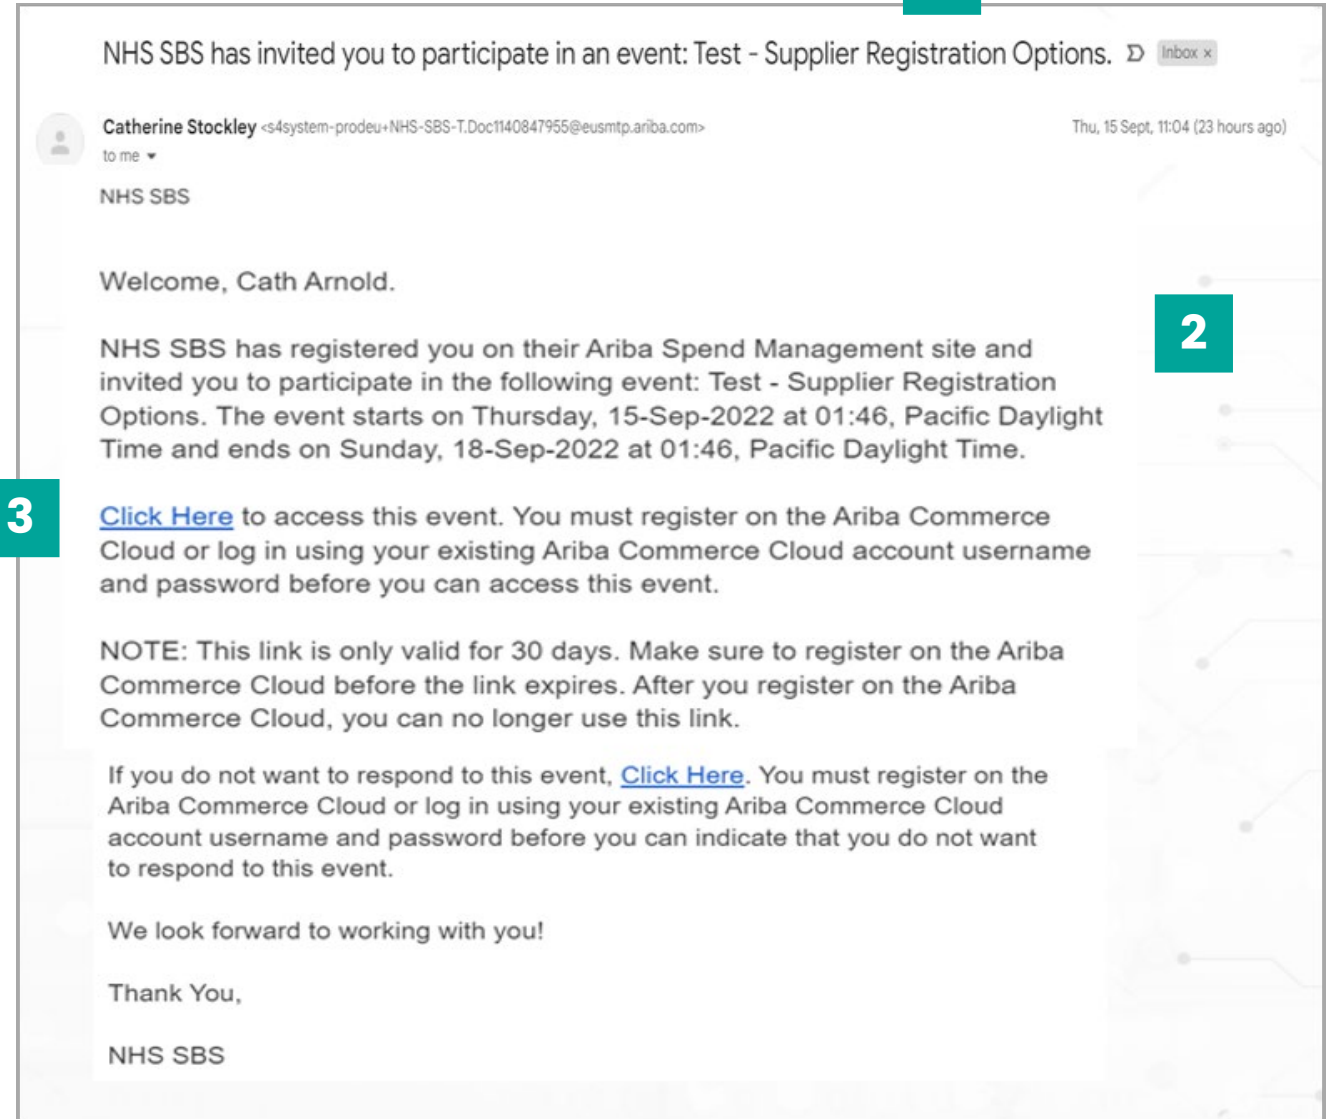 NHS SBS has invited you to participate in an event: Test - Supplier Registration Options. Inbox ×
Catherine Stockley <s4system-prodeu+NHS-SBS-T.Doc1140847955@eusmtp.ariba.com> Thu, 15 Sept, 11:04 (23 hours ago)
to me
NHS SBS
Welcome, Cath Arnold.
2
NHS SBS has registered you on their Ariba Spend Management site and
invited you to participate in the following event: Test - Supplier Registration
Options. The event starts on Thursday, 15-Sep-2022 at 01:46, Pacific Daylight
Time and ends on Sunday, 18-Sep-2022 at 01:46, Pacific Daylight Time.
3
Click Here to access this event. You must register on the Ariba Commerce
Cloud or log in using your existing Ariba Commerce Cloud account username
and password before you can access this event.
NOTE: This link is only valid for 30 days. Make sure to register on the Ariba
Commerce Cloud before the link expires. After you register on the Ariba
Commerce Cloud, you can no longer use this link.
If you do not want to respond to this event, Click Here. You must register on the
Ariba Commerce Cloud or log in using your existing Ariba Commerce Cloud
account username and password before you can indicate that you do not want
to respond to this event.
We look forward to working with you!
Thank You,
NHS SBS